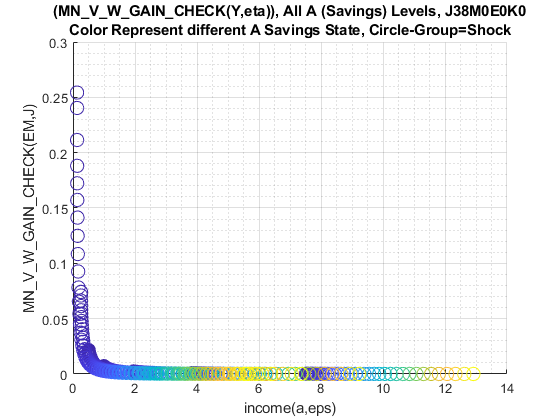 (MN_V_W_GAIN_CHECK(Y,eta)), All A (Savings) Levels, J38M0E0K0
Color Represent different A Savings State, Circle-Group=Shock
MN_V_W_GAIN_CHECK(EM,J)
0.3
0.25
0.2
0.15
0.1
0.05
0
0 2 4 6 8 10 12 14
income(a,eps)